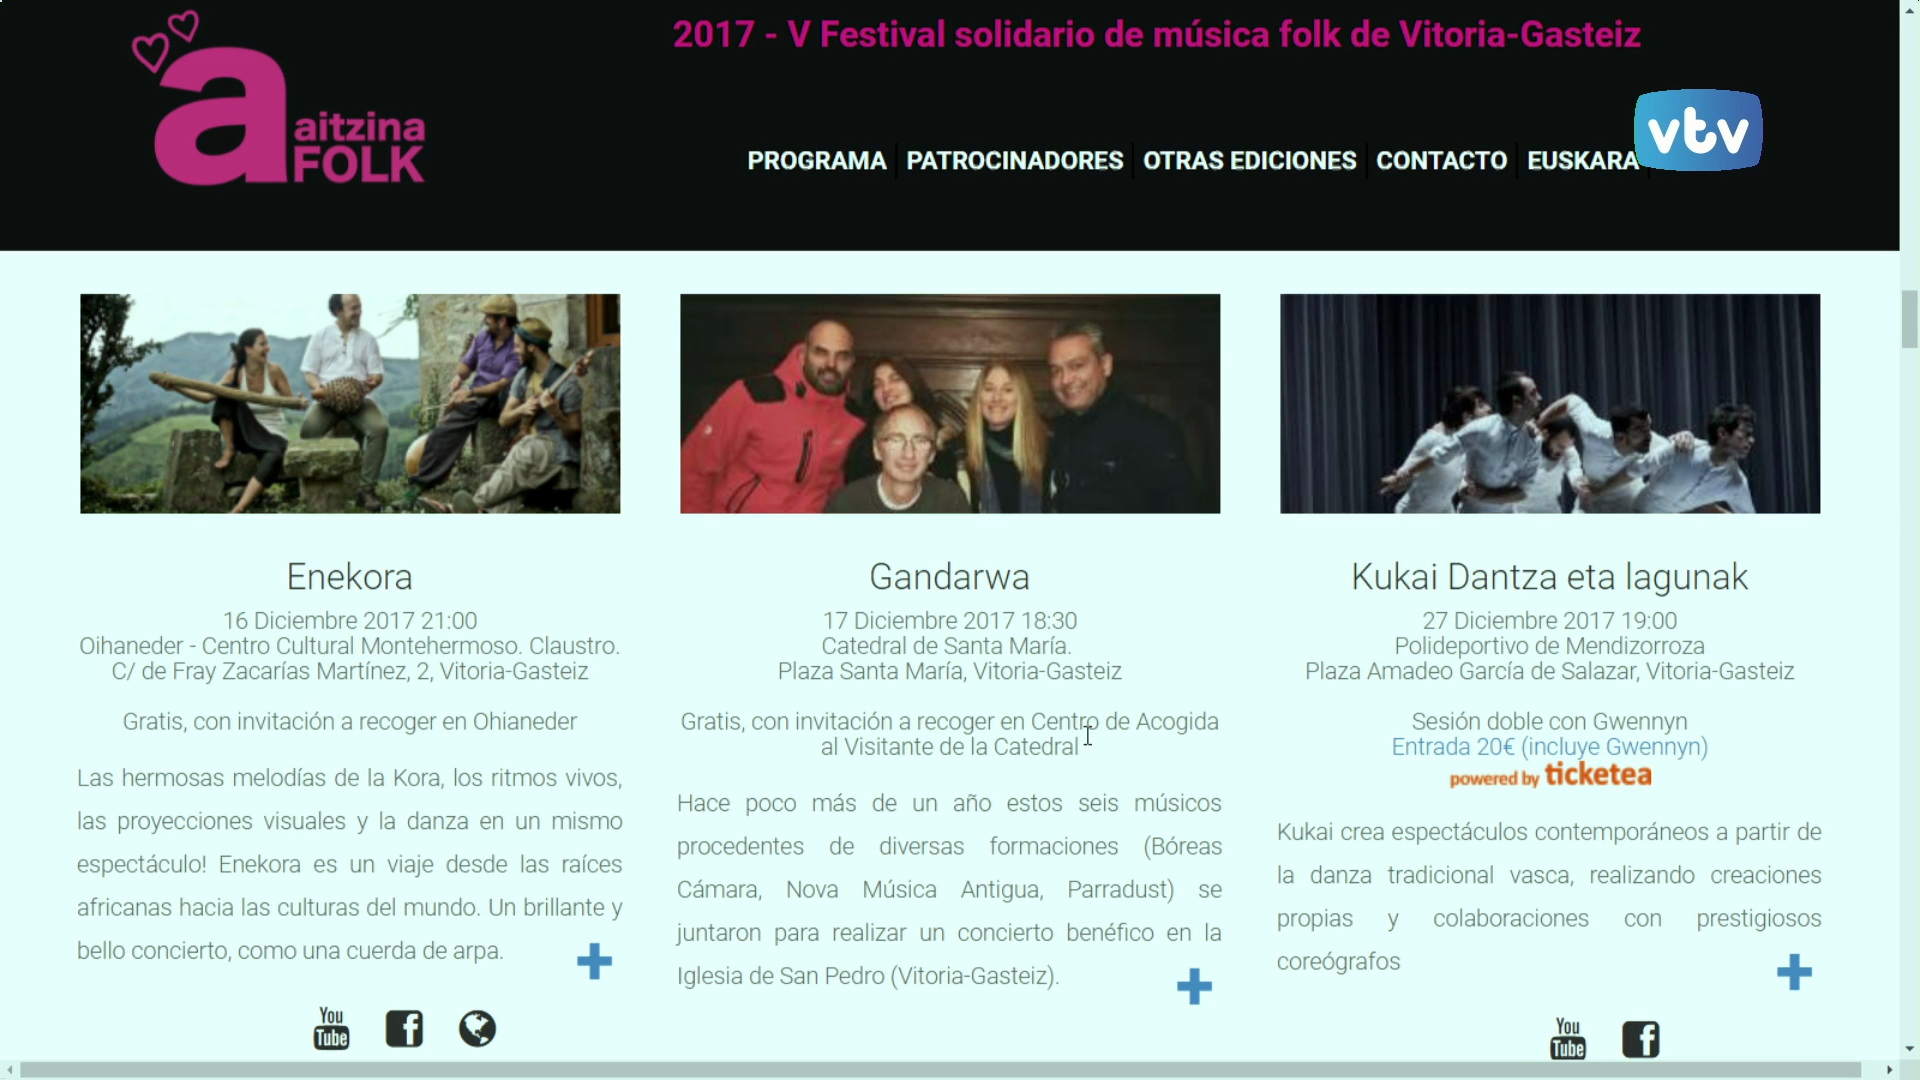 2017 - V Festival solidario de música folk de Vitoria-Gasteiz
a
aitzina
FOLK
vtv
PROGRAMA PATROCINADORES OTRAS EDICIONES CONTACTO EUSKARA
Enekora
16 Diciembre 2017 21:00
Oihaneder - Centro Cultural Montehermoso. Claustro.
C/ de Fray Zacarías Martínez, 2, Vitoria-Gasteiz
Gratis, con invitación a recoger en Ohianeder
Las hermosas melodías de la Kora, los ritmos vivos,
las proyecciones visuales y la danza en un mismo
espectáculo! Enekora es un viaje desde las raíces
africanas hacia las culturas del mundo. Un brillante y
bello concierto, como una cuerda de arpa.
You
Tube
Gandarwa
17 Diciembre 2017 18:30
Catedral de Santa María.
Plaza Santa María, Vitoria-Gasteiz
Gratis, con invitación a recoger en Centro de Acogida
al Visitante de la Catedral
Hace poco más de un año estos seis músicos
procedentes de diversas formaciones (Bóreas
Cámara, Nova Música Antigua, Parradust) se
juntaron para realizar un concierto benéfico en la
Iglesia de San Pedro (Vitoria-Gasteiz).
Kukai Dantza eta lagunak
27 Diciembre 2017 19:00
Polideportivo de Mendizorroza
Plaza Amadeo García de Salazar, Vitoria-Gasteiz
Sesión doble con Gwennyn
Entrada 20€ (incluye Gwennyn)
powered by ticketea
Kukai crea espectáculos contemporáneos a partir de
la danza tradicional vasca, realizando creaciones
propias y colaboraciones con prestigiosos
coreógrafos
You
Tube